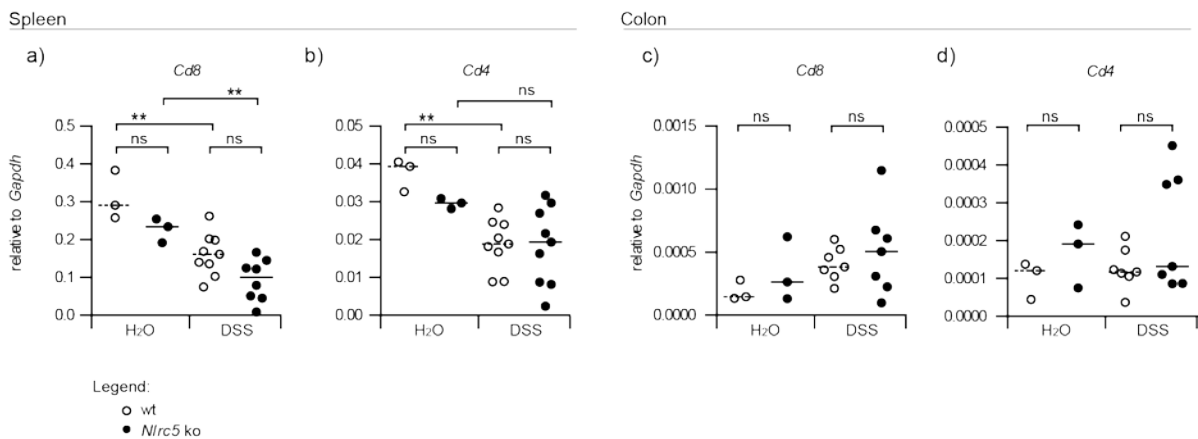 Spleen
Colon
a)
b)
c)
d)
Cd8
Cd4
Cd8
Cd4
**
ns
**
**
ns
ns
ns
ns
ns
ns
ns
ns
relative to Gapdh
0.5
0.4
0.3
0.2
0.1
0.0
H₂O
DSS
0.05
0.04
0.03
0.02
0.01
0.00
H₂O
DSS
relative to Gapdh
0.0015
0.0010
0.0005
0.0000
H₂O
DSS
0.0005
0.0004
0.0003
0.0002
0.0001
0.0000
H₂O
DSS
Legend:
wt
Nlrc5 ko